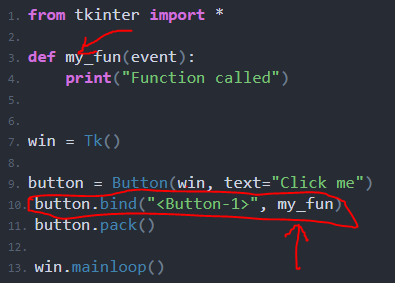 1. from tkinter import *
2.
3. def my_fun(event):
4.     print("Function called")
5.
6.
7. win = Tk()
8.
9. button = Button(win, text="Click me")
10. button.bind("<Button-1>", my_fun)
11. button.pack()
12.
13. win.mainloop()